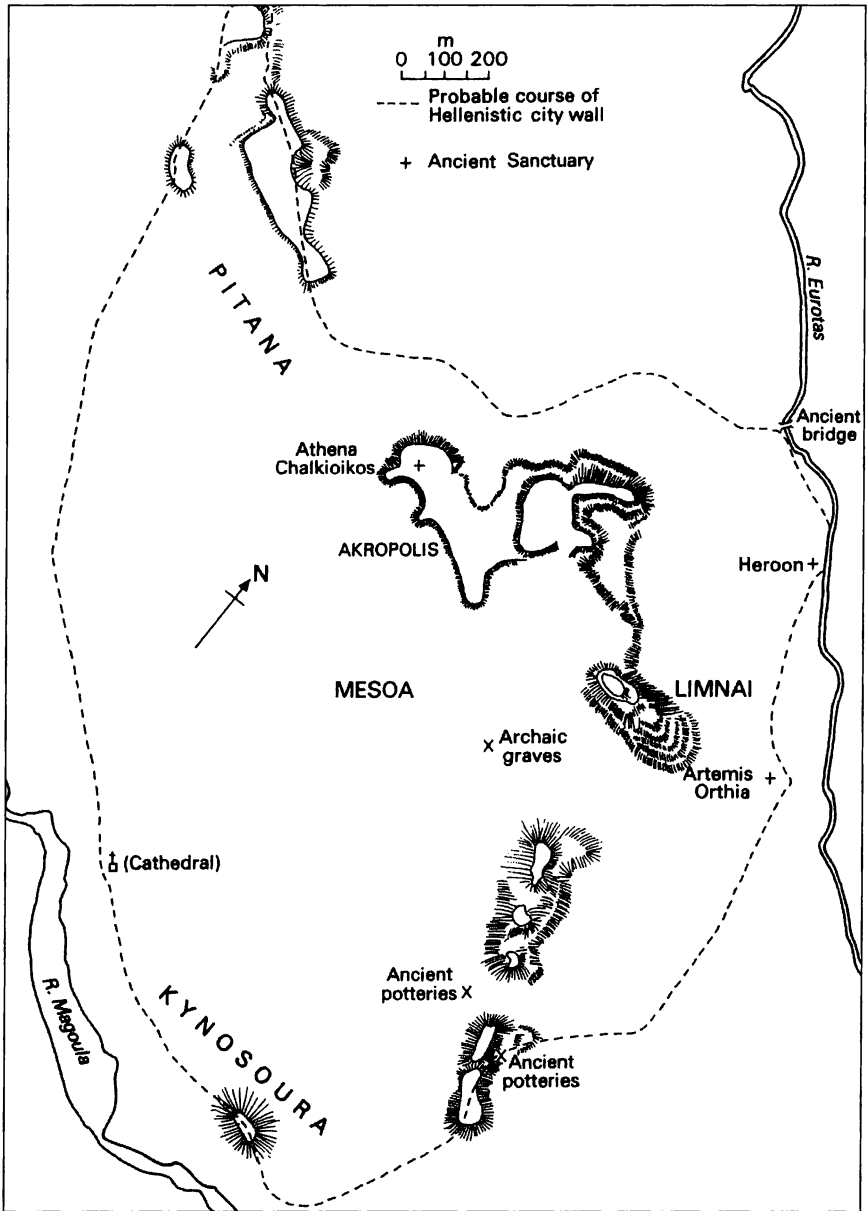 m
0 100 200
Probable course of
Hellenistic city wall
+ Ancient Sanctuary
PITANA
R. Eurotas
Ancient
bridge
Athena
Chalkioikos
AKROPOLIS
Heroon
N
MESOA
LIMNAI
x Archaic
graves
Artemis
Orthia
(Cathedral)
Ancient
potteries x
R. Magoula
KYNOSOURA
x Ancient
potteries